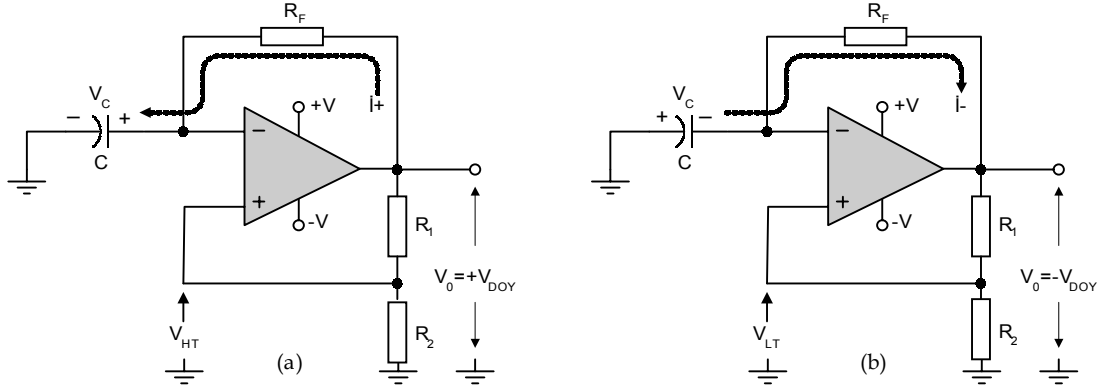 R_F
V_C
− +
C
i+
+V
−
+
-V
R_1
V_0=+V_DOY
V_HT
R_2
(a)
R_F
V_C
+ −
C
i-
+V
−
+
-V
R_1
V_0=-V_DOY
V_LT
R_2
(b)